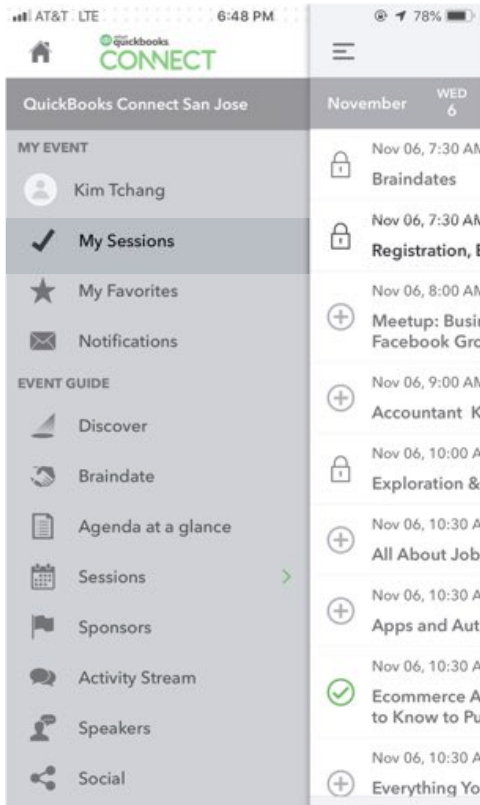 AT&T LTE 6:48 PM 78%
quickbooks
CONNECT
QuickBooks Connect San Jose
MY EVENT
Kim Tchang
My Sessions
My Favorites
Notifications
EVENT GUIDE
Discover
Braindate
Agenda at a glance
Sessions
Sponsors
Activity Stream
Speakers
Social
November WED
6
Nov 06, 7:30 AM
Braindates
Nov 06, 7:30 AM
Registration,
Nov 06, 8:00 AM
Meetup:
Facebook
Nov 06, 9:00 AM
Accountant
Nov 06, 10:00 A
Exploration &
Nov 06, 10:30 A
All About Job
Nov 06, 10:30 A
Apps and
Nov 06, 10:30 A
Ecommerce
to Know to
Nov 06, 10:30 A
Everything